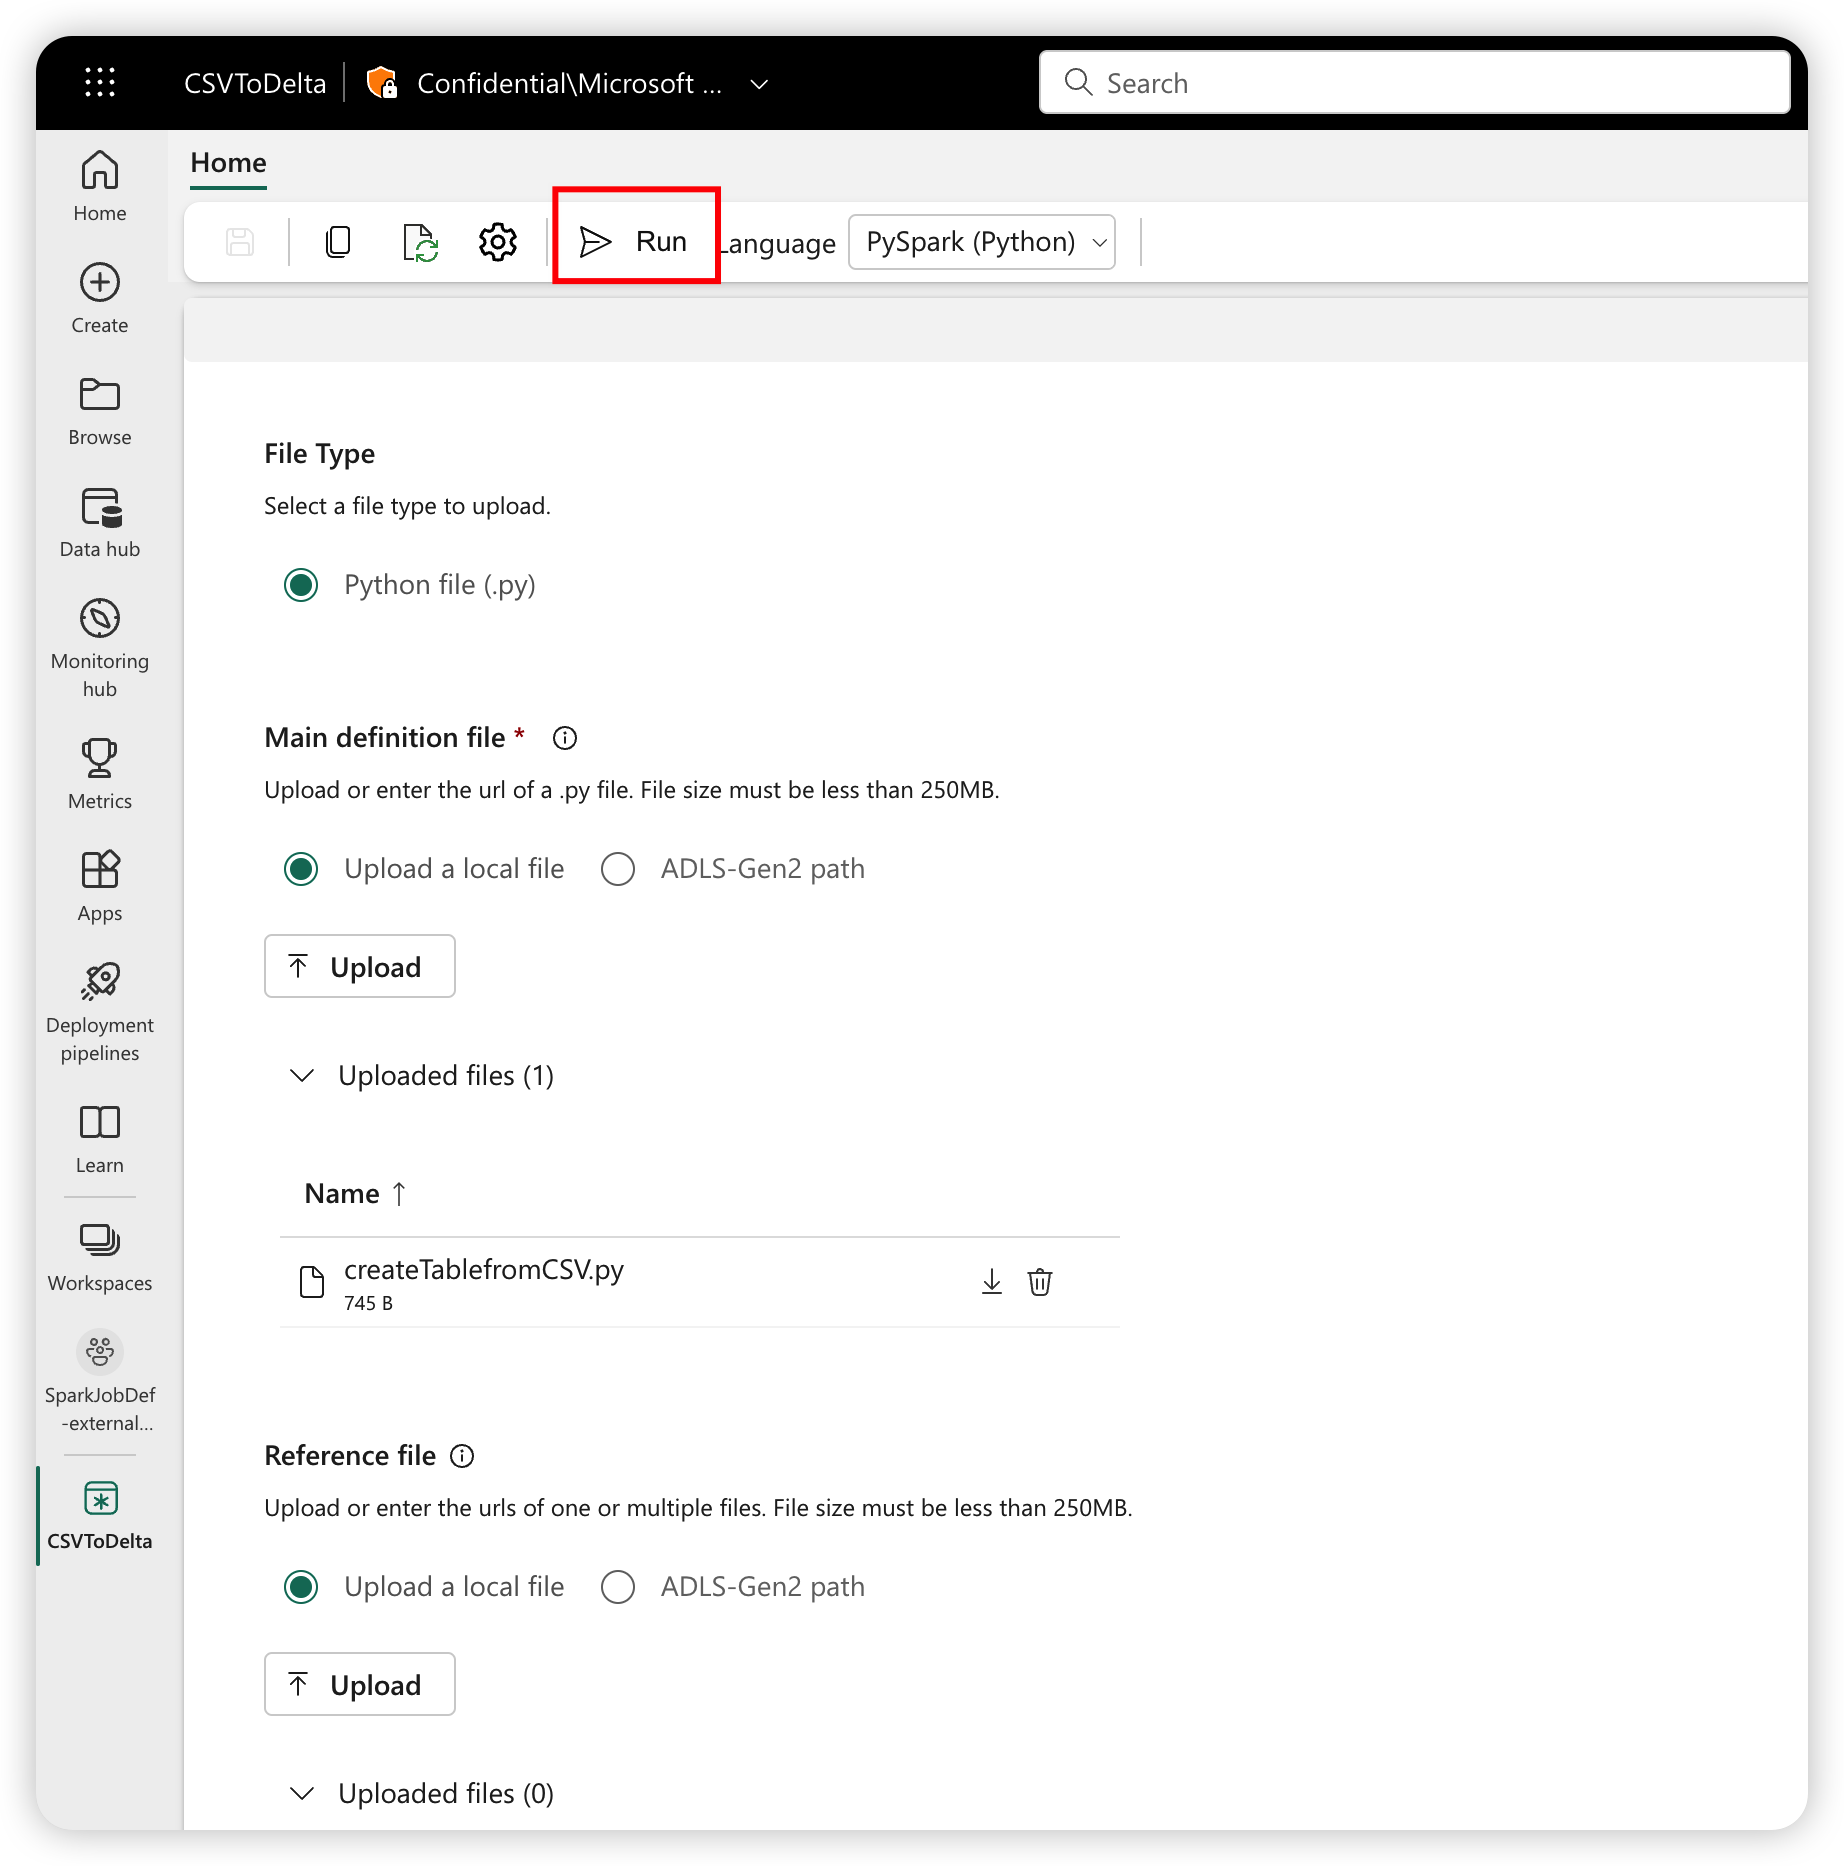 CSVToDelta
Confidential\Microsoft ...
Search
Home
Home
Run
Language
PySpark (Python)
Create
Browse
Data hub
Monitoring
hub
Metrics
Apps
Deployment
pipelines
Learn
Workspaces
SparkJobDef
-external...
CSVToDelta
File Type
Select a file type to upload.
Python file (.py)
Main definition file *
Upload or enter the url of a .py file. File size must be less than 250MB.
Upload a local file
ADLS-Gen2 path
Upload
Uploaded files (1)
Name ↑
createTablefromCSV.py
745 B
Reference file
Upload or enter the urls of one or multiple files. File size must be less than 250MB.
Upload a local file
ADLS-Gen2 path
Upload
Uploaded files (0)